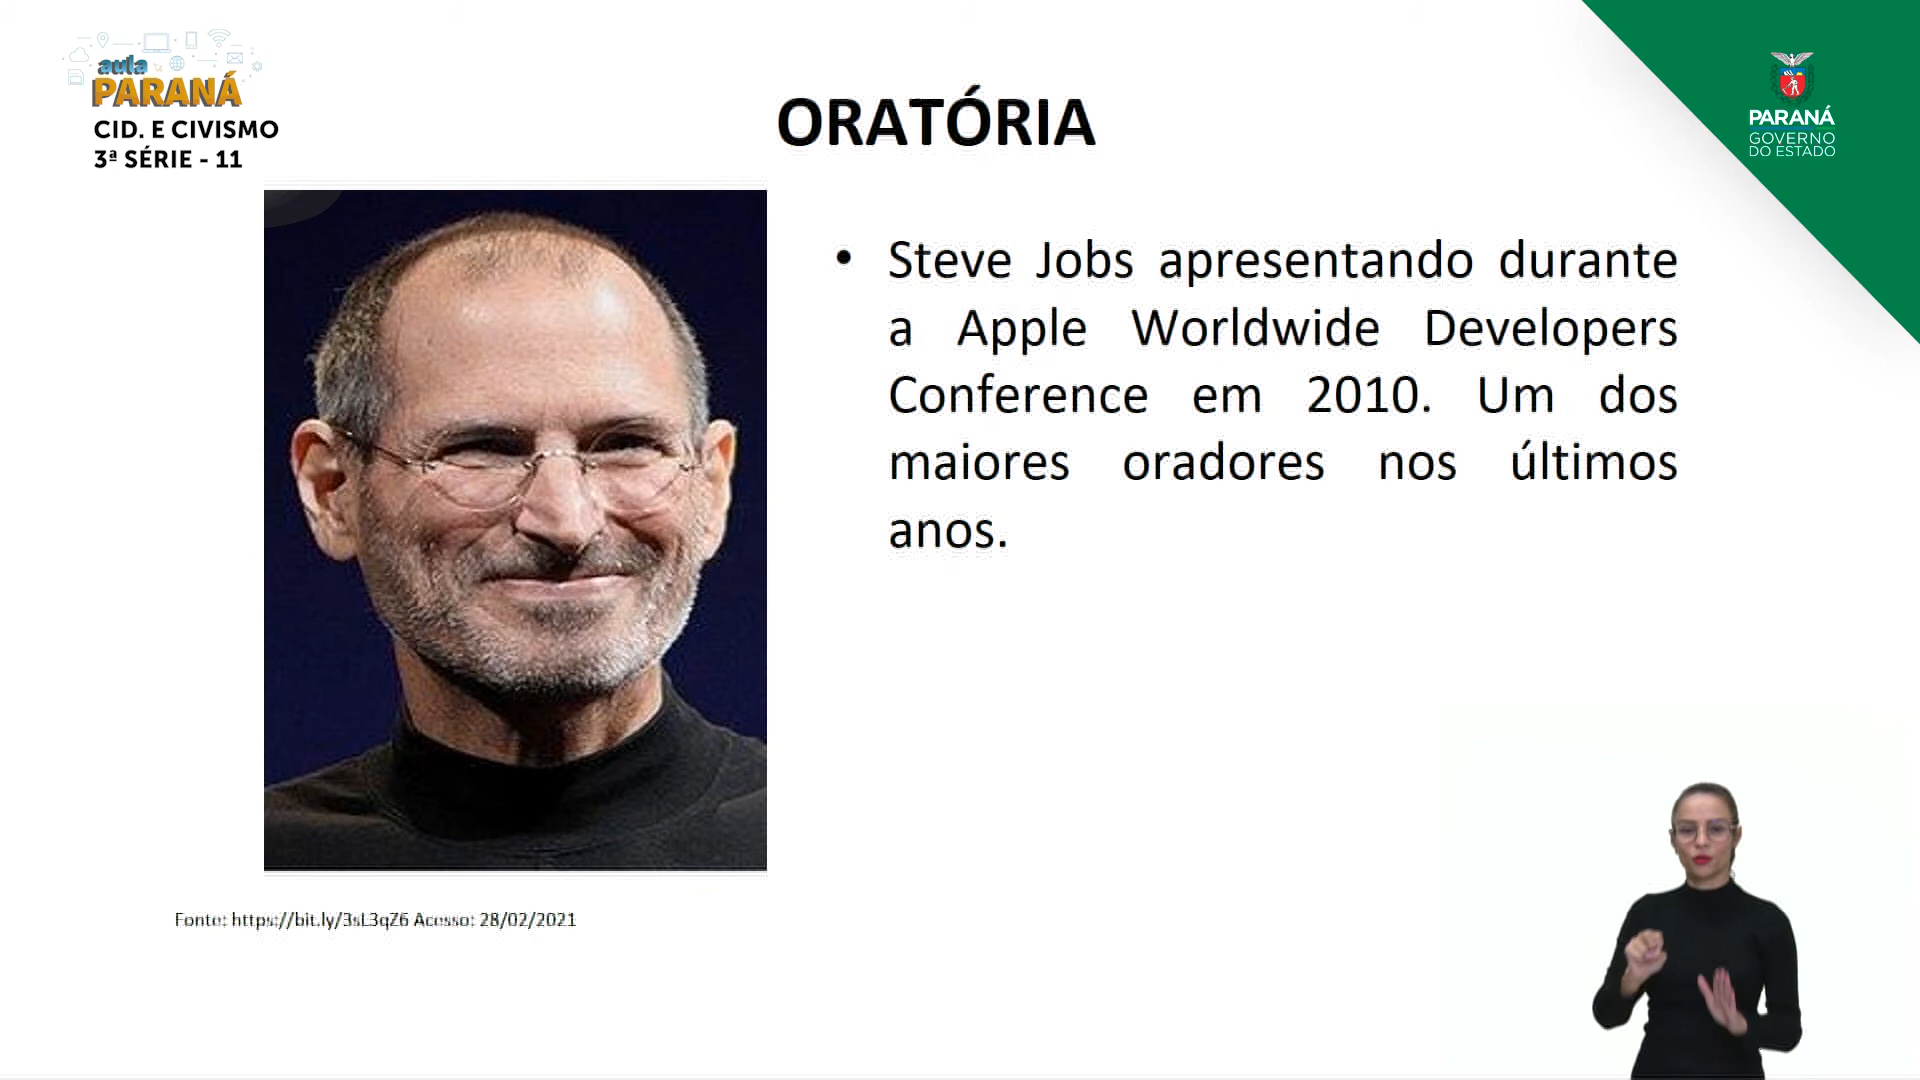 aula
PARANÁ
CID. E CIVISMO
3ª SÉRIE - 11
ORATÓRIA
PARANÁ
GOVERNO
DO ESTADO
• Steve Jobs apresentando durante
a Apple Worldwide Developers
Conference em 2010. Um dos
maiores oradores nos últimos
anos.
Fonte: https://bit.ly/3sL3qZ6 Acesso: 28/02/2021